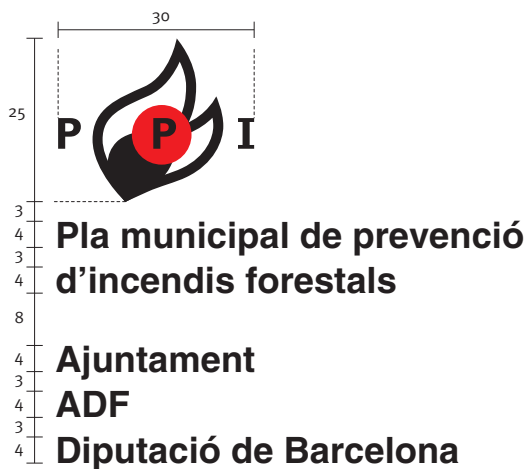 30
25
P P I
3
4 Pla municipal de prevenció
3
4 d’incendis forestals
8
4 Ajuntament
3
4 ADF
3
4 Diputació de Barcelona